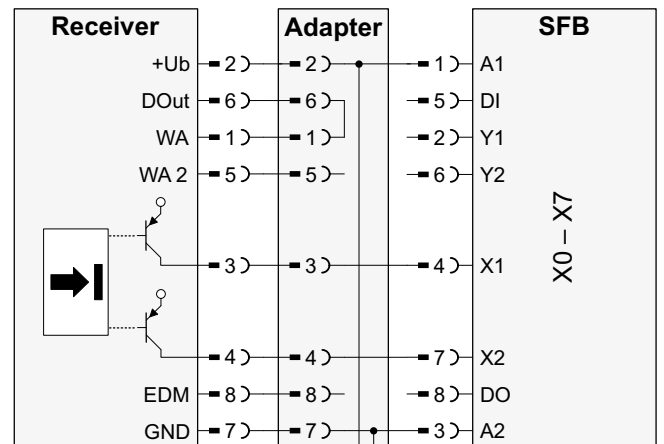 Receiver Adapter SFB
+Ub 2 2 1 A1
DOut 6 6 5 DI
WA 1 1 2 Y1
WA 2 5 5 6 Y2
X0 – X7
3 3 4 X1
4 4 7 X2
EDM 8 8 8 DO
GND 7 7 3 A2